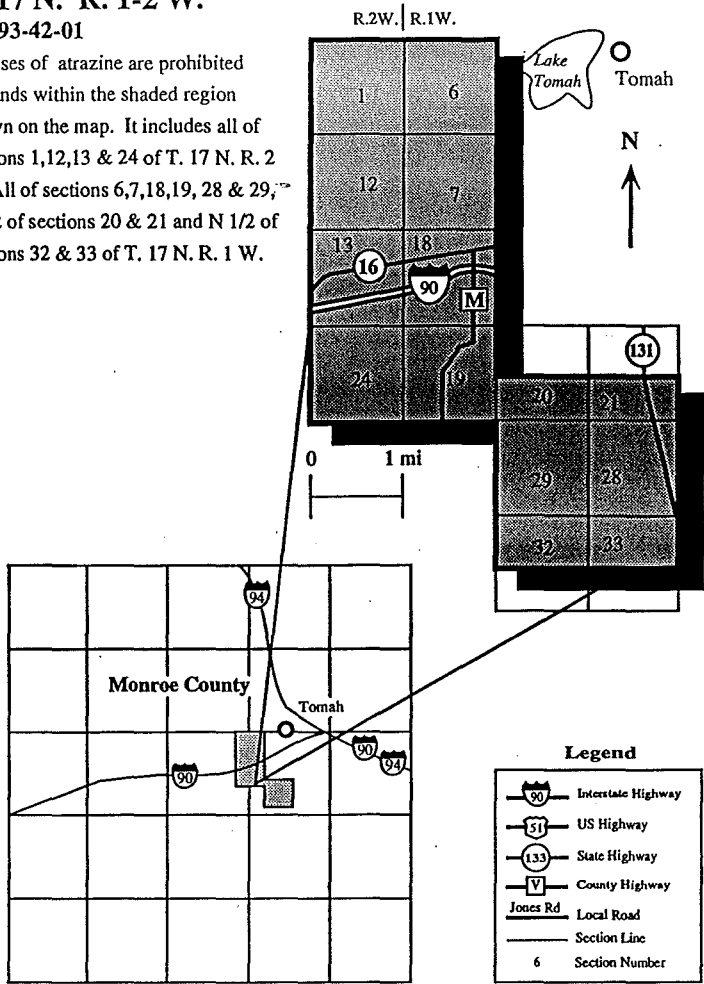 17 N. R. 1-2 W.
93-42-01
ses of atrazine are prohibited
nds within the shaded region
n on the map. It includes all of
ons 1,12,13 & 24 of T. 17 N. R. 2
All of sections 6,7,18,19, 28 & 29,
of sections 20 & 21 and N 1/2 of
ons 32 & 33 of T. 17 N. R. 1 W.
R.2W. R.1W.
Lake
Tomah
Tomah
N
1 6
12 7
13 18
16
90
M
24 19
131
20 21
29 28
32 33
0 1 mi
94
Monroe County
Tomah
90
90
94
Legend
90 Interstate Highway
51 US Highway
133 State Highway
V County Highway
Jones Rd Local Road
Section Line
6 Section Number